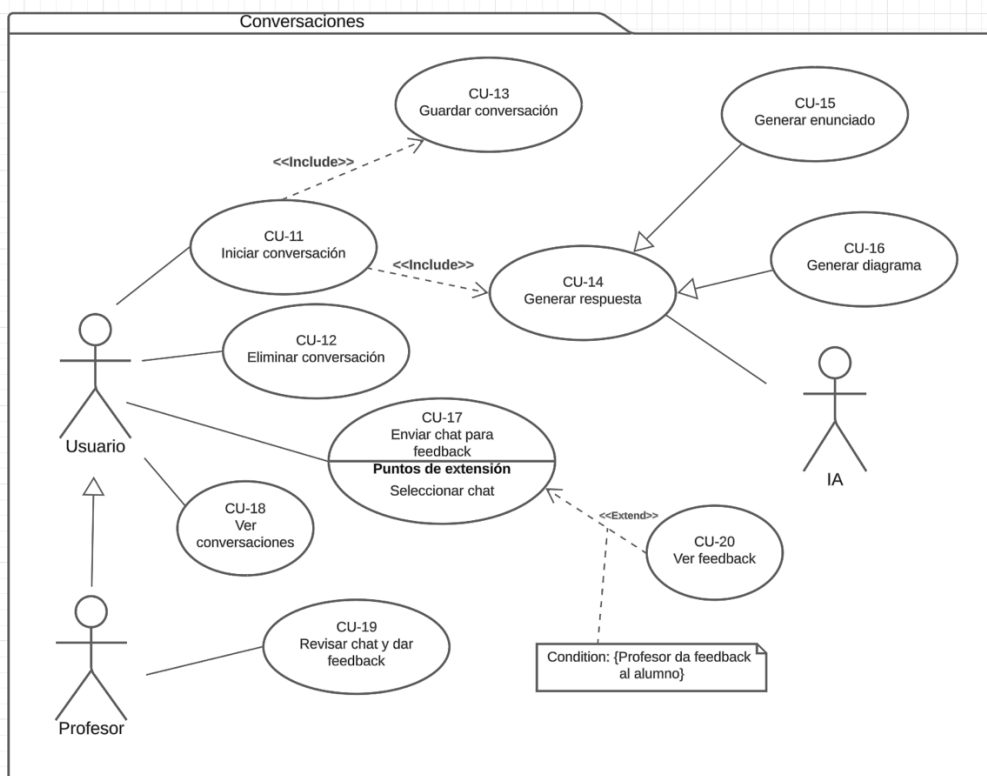 Conversaciones
CU-13
Guardar conversación
CU-15
Generar enunciado
<<Include>>
CU-11
Iniciar conversación
<<Include>>
CU-14
Generar respuesta
CU-16
Generar diagrama
CU-12
Eliminar conversación
Usuario
CU-17
Enviar chat para
feedback
Puntos de extensión
Seleccionar chat
IA
CU-18
Ver
conversaciones
<<Extend>>
CU-20
Ver feedback
CU-19
Revisar chat y dar
feedback
Condition: {Profesor da feedback
al alumno}
Profesor